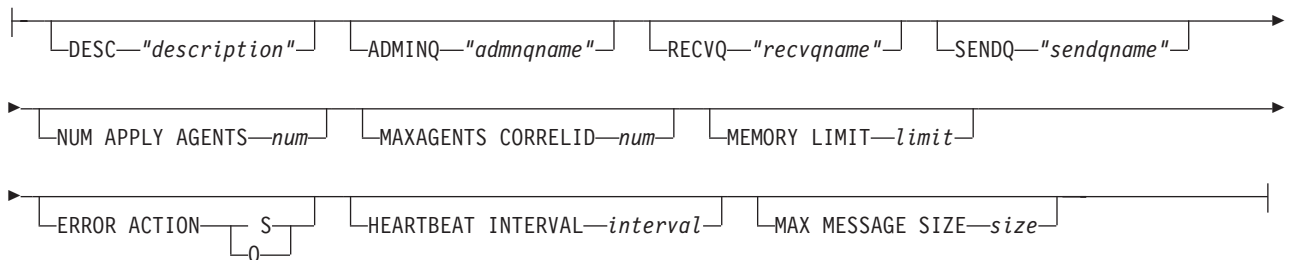 DESC "description" ADMINQ "admnqname" RECVQ "recvqname" SENDQ "sendqname"
NUM APPLY AGENTS num MAXAGENTS CORRELID num MEMORY LIMIT limit
ERROR ACTION S HEARTBEAT INTERVAL interval MAX MESSAGE SIZE size
Q